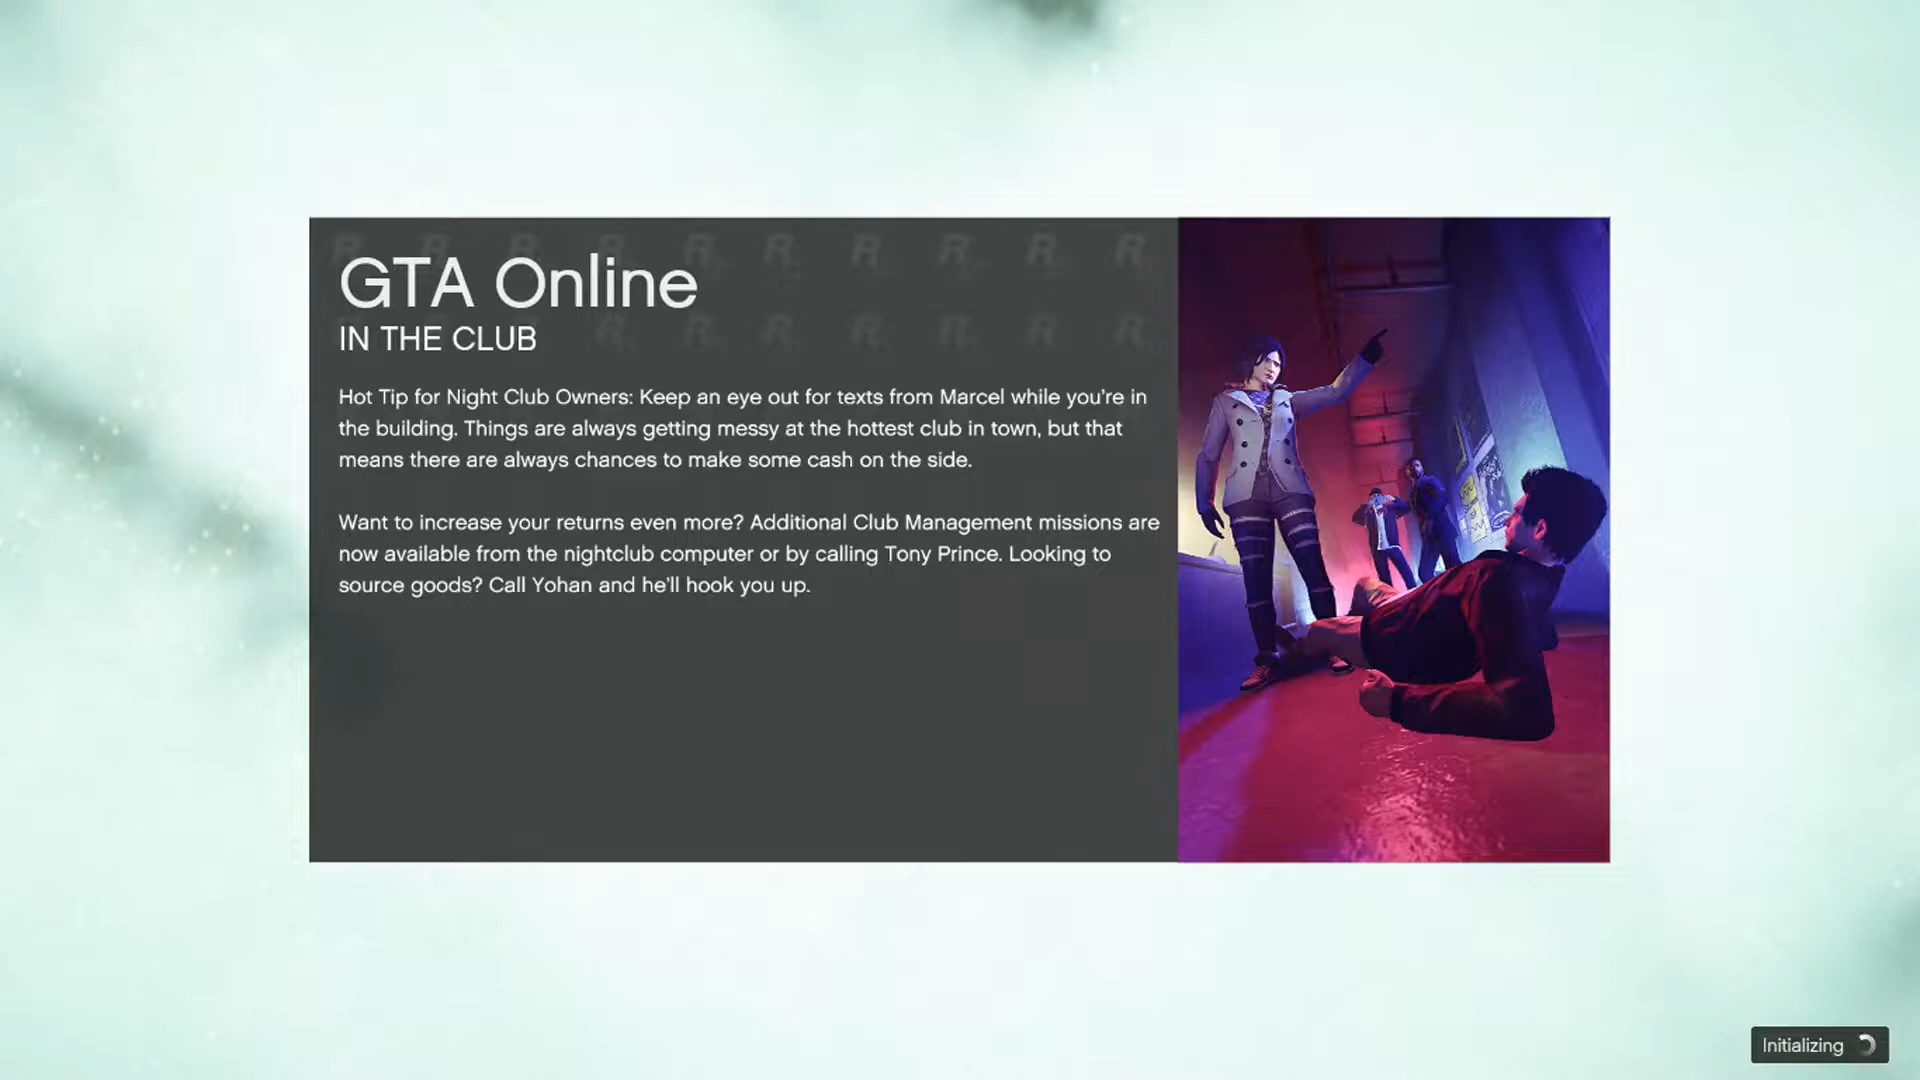 GTA Online
IN THE CLUB
Hot Tip for Night Club Owners: Keep an eye out for texts from Marcel while you're in
the building. Things are always getting messy at the hottest club in town, but that
means there are always chances to make some cash on the side.
Want to increase your returns even more? Additional Club Management missions are
now available from the nightclub computer or by calling Tony Prince. Looking to
source goods? Call Yohan and he'll hook you up.
Initializing